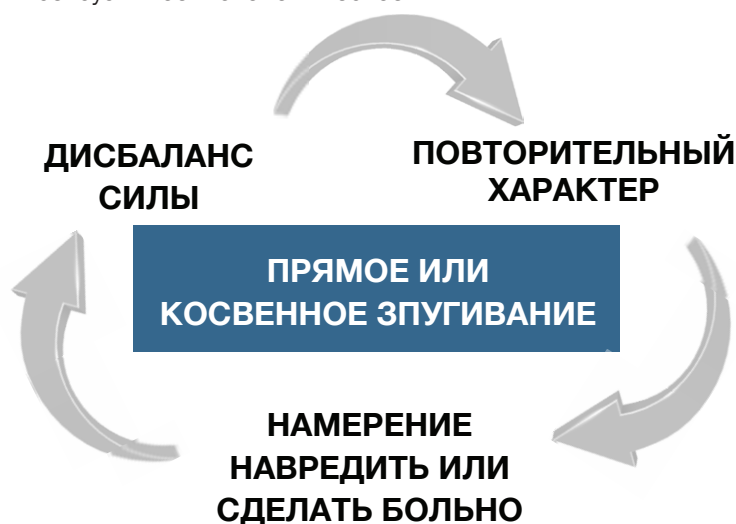 ДИСБАЛАНС
СИЛЫ
ПОВТОРИТЕЛЬНЫЙ
ХАРАКТЕР
ПРЯМОЕ ИЛИ
КОСВЕННОЕ ЗПУГИВАНИЕ
НАМЕРЕНИЕ
НАВРЕДИТЬ ИЛИ
СДЕЛАТЬ БОЛЬНО